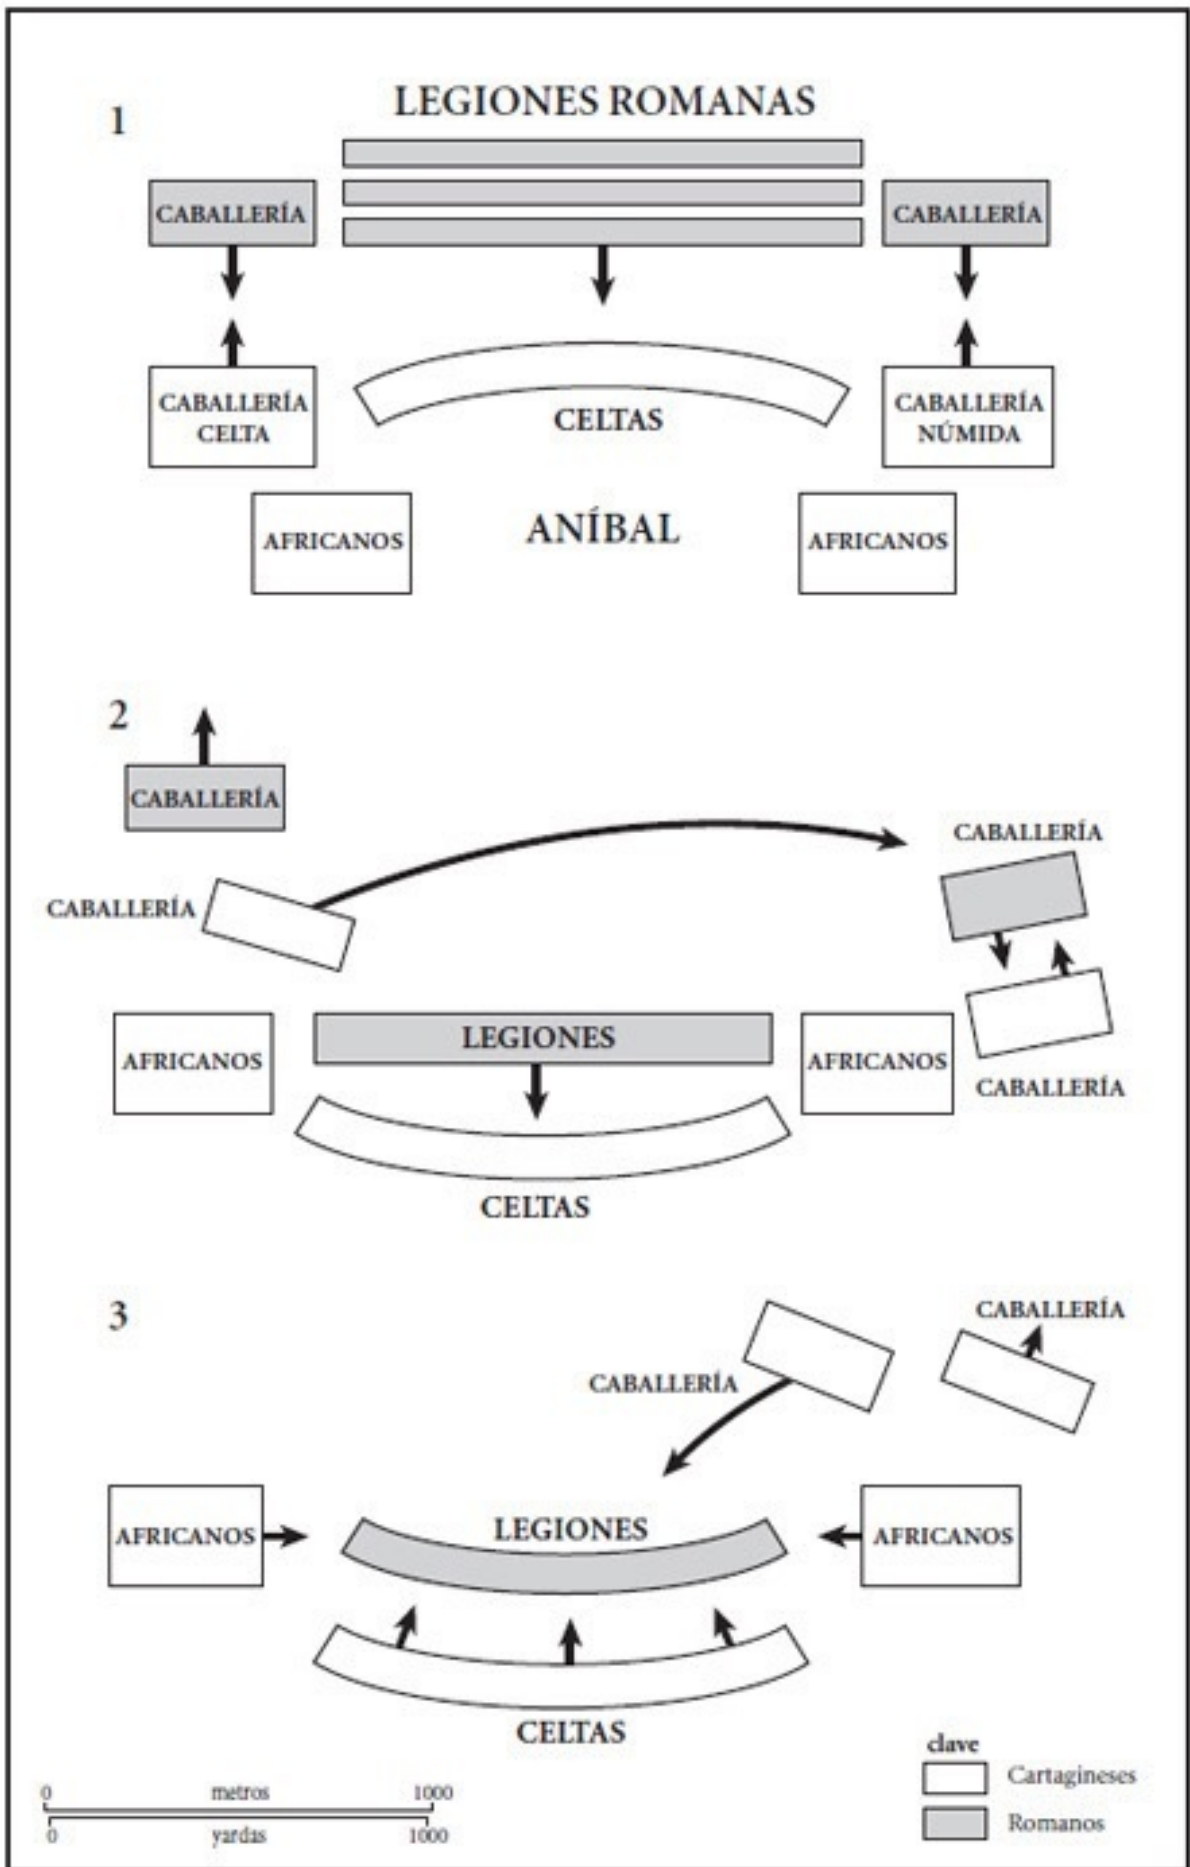 1
LEGIONES ROMANAS
CABALLERÍA
CABALLERÍA
CABALLERÍA
CELTA
CELTAS
CABALLERÍA
NÚMIDA
AFRICANOS
ANÍBAL
AFRICANOS
2
CABALLERÍA
CABALLERÍA
CABALLERÍA
AFRICANOS
LEGIONES
AFRICANOS
CABALLERÍA
CELTAS
3
CABALLERÍA
CABALLERÍA
AFRICANOS
LEGIONES
AFRICANOS
CELTAS
clave
Cartagineses
Romanos
0 metros 1000
0 yardas 1000